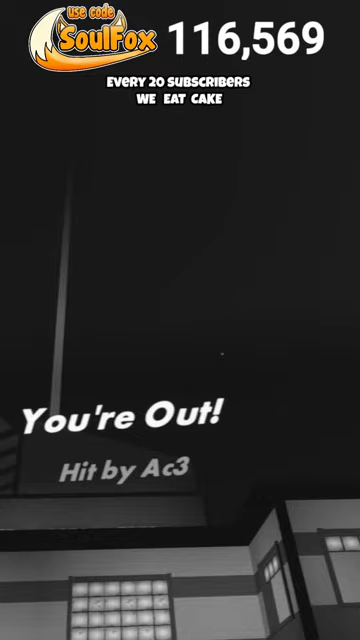 use code
SoulFox
116,569
Every 20 Subscribers
We Eat Cake
You're Out!
Hit by Ac3